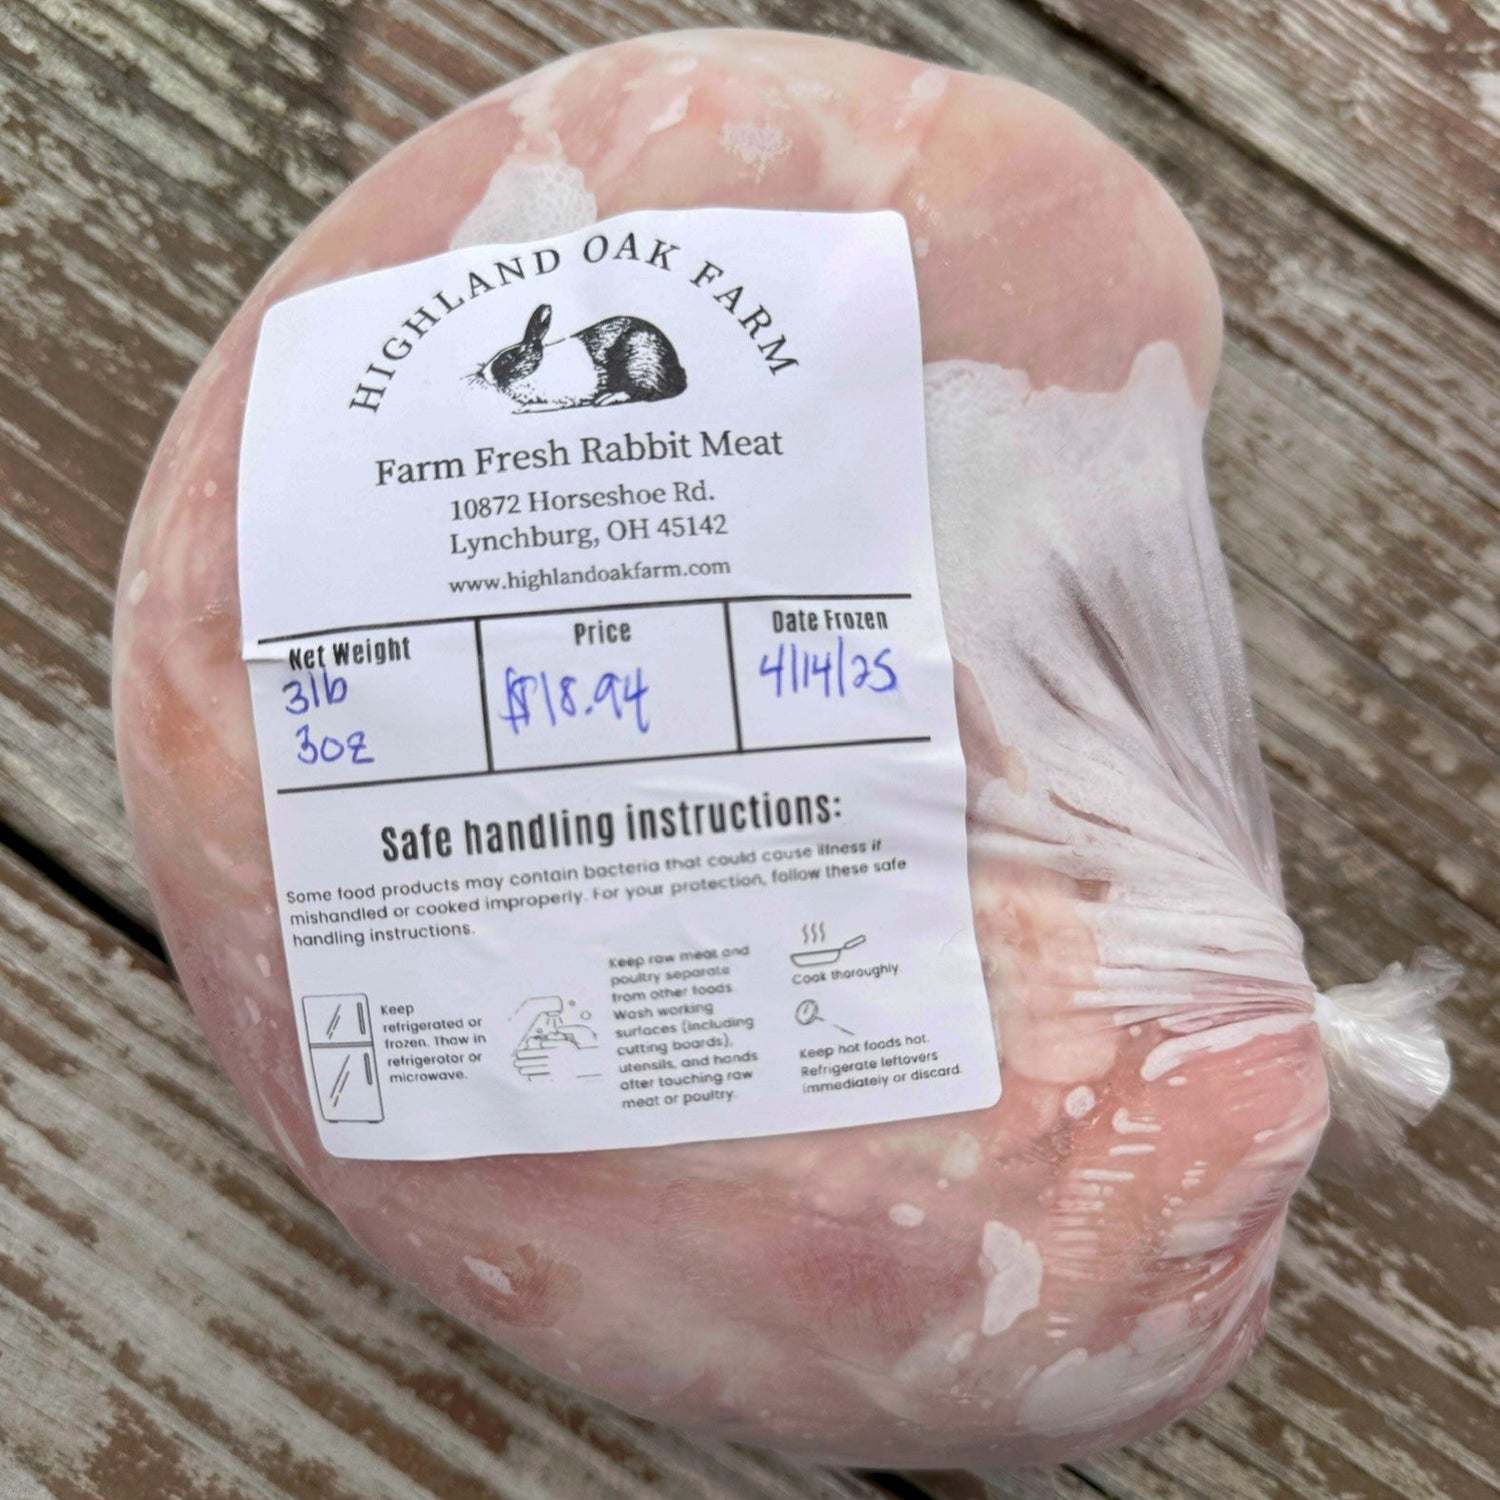 HIGHLAND OAK FARM
Farm Fresh Rabbit Meat
10872 Horseshoe Rd.
Lynchburg, OH 45142
www.highlandoakfarm.com
Net Weight
3lb
3oz
Price
$18.94
Date Frozen
4/14/25
Safe handling instructions:
Some food products may contain bacteria that could cause illness if
mishandled or cooked improperly. For your protection, follow these safe
handling instructions.
Keep
refrigerated or
frozen. Thaw in
refrigerator or
microwave.
Keep raw meat and
poultry separate
from other foods.
Wash working
surfaces (including
cutting boards),
utensils, and hands
after touching raw
meat or poultry.
Cook thoroughly
Keep hot foods hot.
Refrigerate leftovers
immediately or discard.